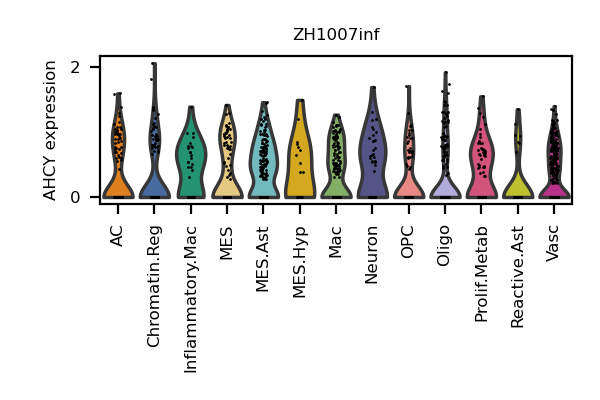 ZH1007inf
AHCY expression
2
0
AC
Chromatin.Reg
Inflammatory.Mac
MES
MES.Ast
MES.Hyp
Mac
Neuron
OPC
Oligo
Prolif.Metab
Reactive.Ast
Vasc